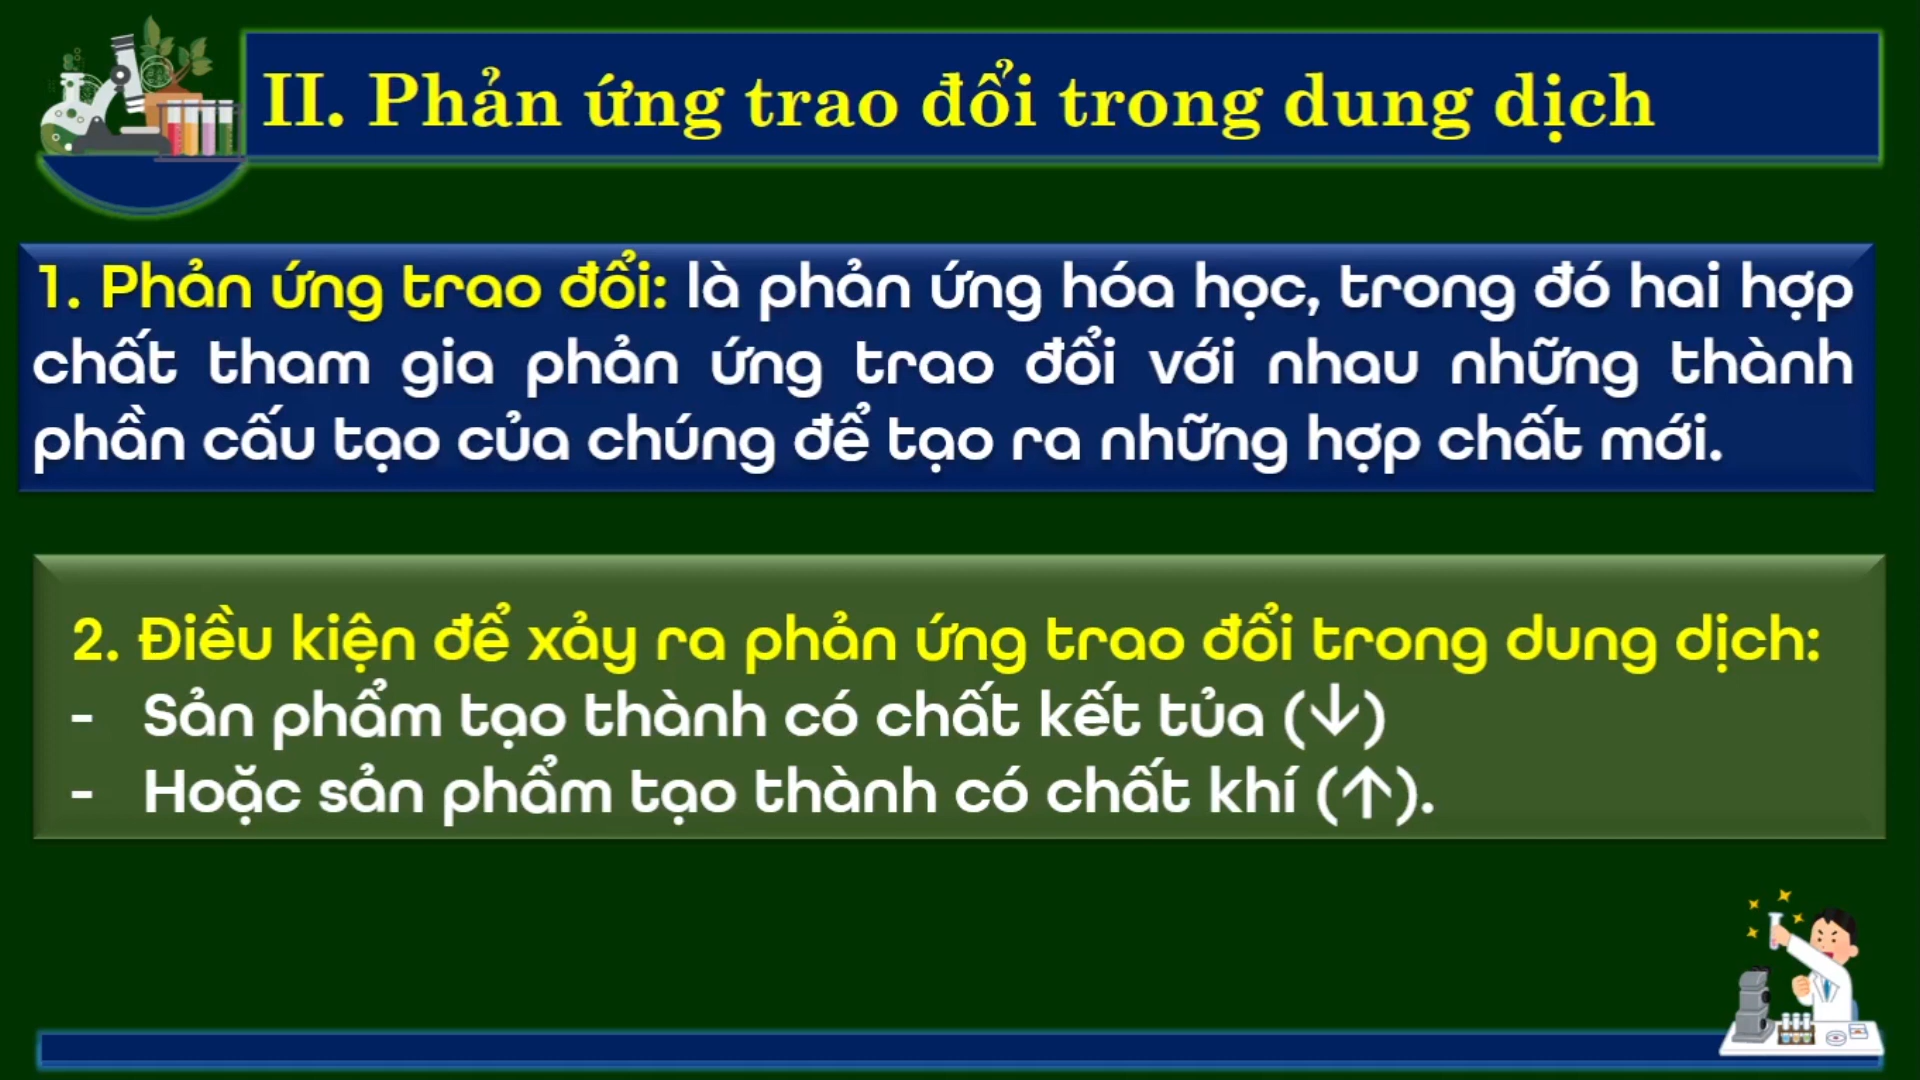 II. Phản ứng trao đổi trong dung dịch
1. Phản ứng trao đổi: là phản ứng hóa học, trong đó hai hợp
chất tham gia phản ứng trao đổi với nhau những thành
phần cấu tạo của chúng để tạo ra những hợp chất mới.
2. Điều kiện để xảy ra phản ứng trao đổi trong dung dịch:
- Sản phẩm tạo thành có chất kết tủa (↓)
- Hoặc sản phẩm tạo thành có chất khí (↑).